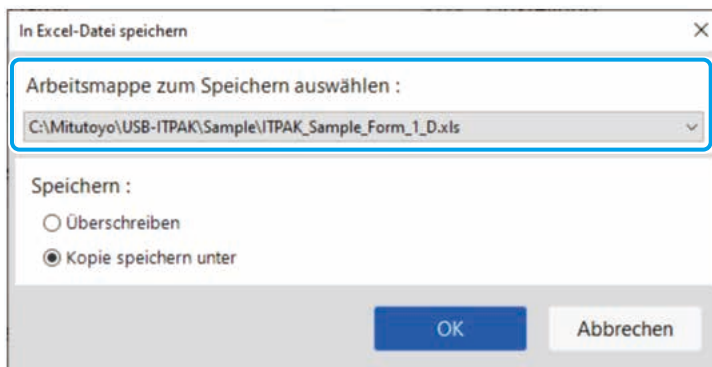 In Excel-Datei speichern
Arbeitsmappe zum Speichern auswählen :
C:\Mitutoyo\USB-ITPAK\Sample\ITPAK_Sample_Form_1_D.xls
Speichern :
Überschreiben
Kopie speichern unter
OK Abbrechen